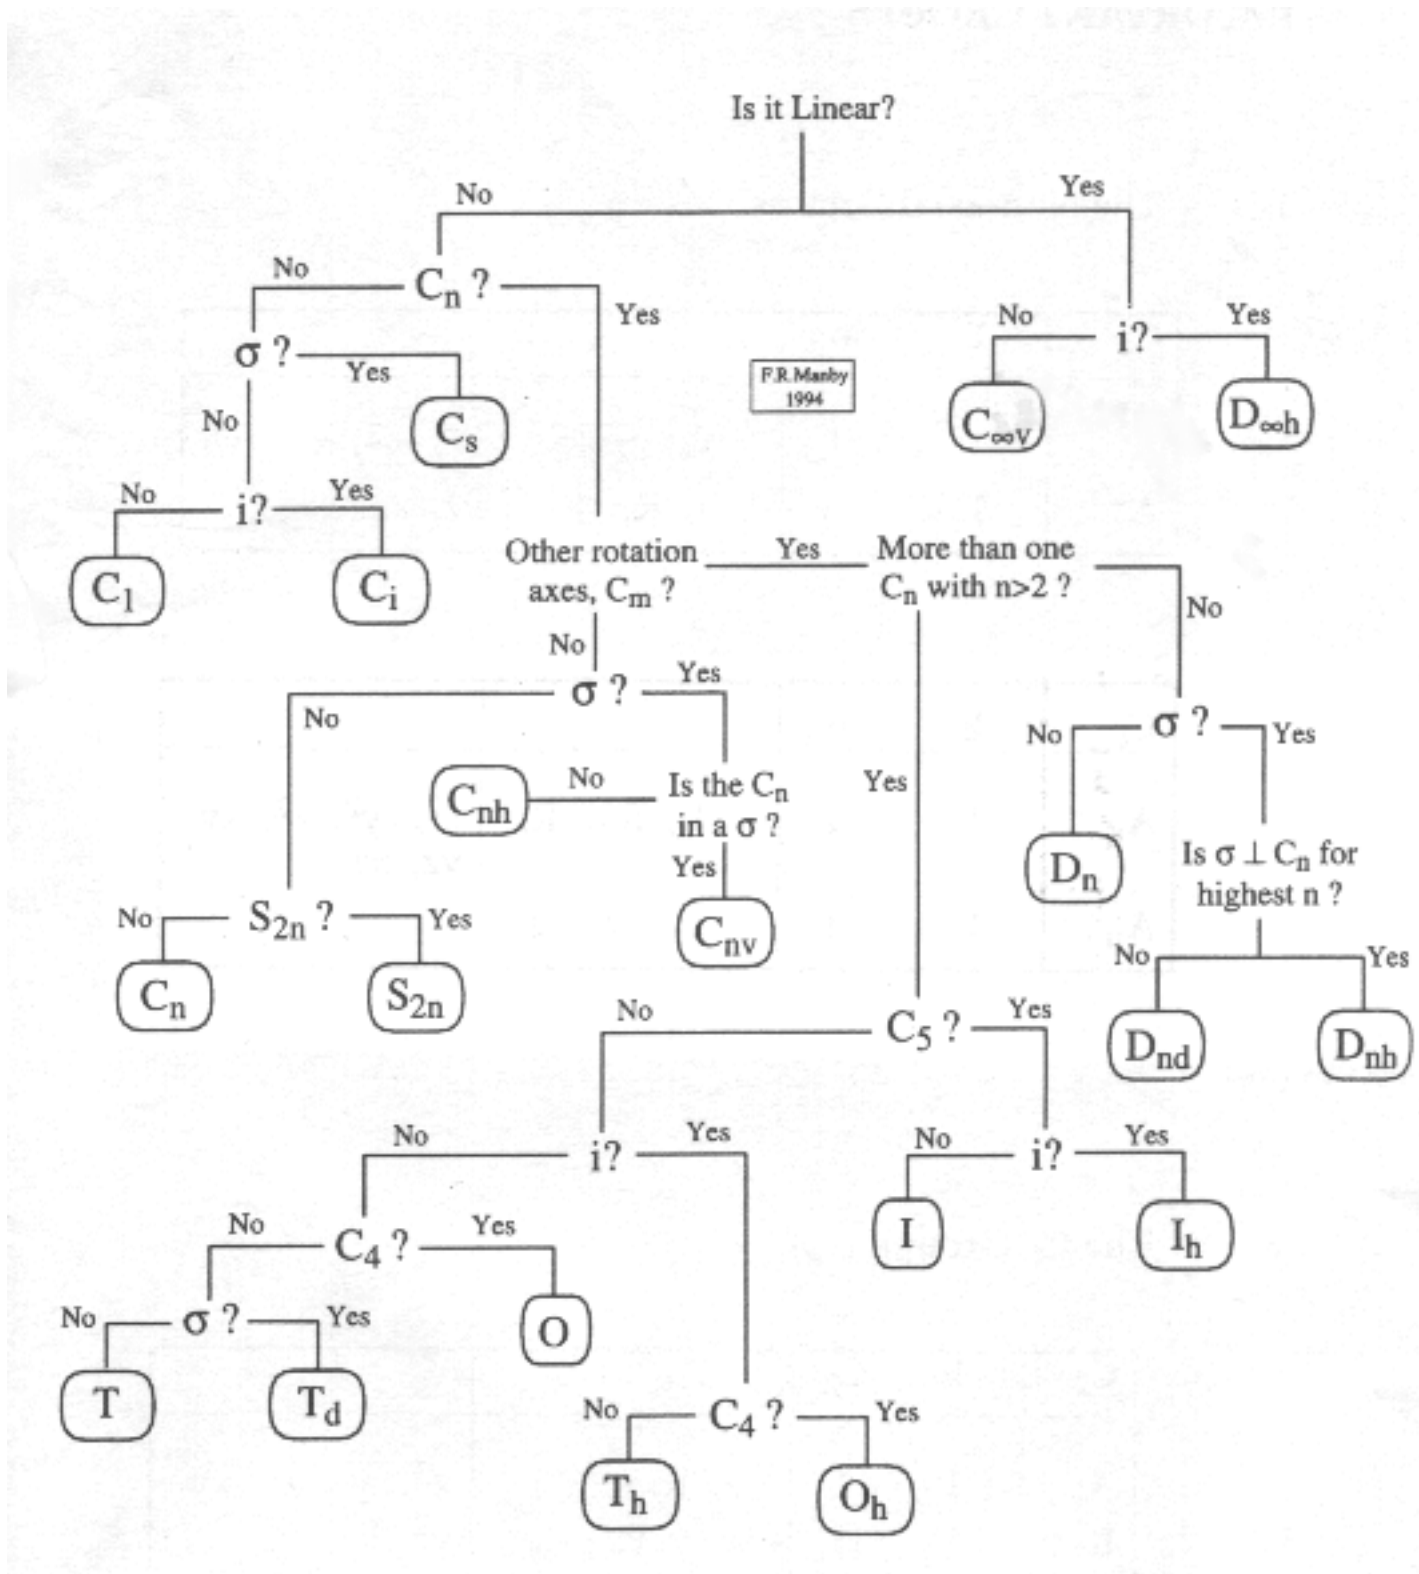 Is it Linear?
No
Yes
No
Cₙ ?
Yes
No
i?
Yes
σ ?
Yes
F.R.Manby
1994
C∞v
D∞h
No
Cₛ
No
i?
Yes
Other rotation
axes, Cₘ ?
Yes
More than one
Cₙ with n>2 ?
C₁
Cᵢ
No
No
σ ?
Yes
No
No
σ ?
Yes
Cₙₕ
No
Is the Cₙ
in a σ ?
Yes
Yes
Dₙ
Is σ ⊥ Cₙ for
highest n ?
No
S₂ₙ ?
Yes
Cₙᵥ
No
Yes
Cₙ
S₂ₙ
No
C₅ ?
Yes
Dnd
Dₙₕ
No
i?
Yes
No
i?
Yes
No
C₄ ?
Yes
I
Iₕ
No
σ ?
Yes
O
T
Td
No
C₄ ?
Yes
Tₕ
Oₕ